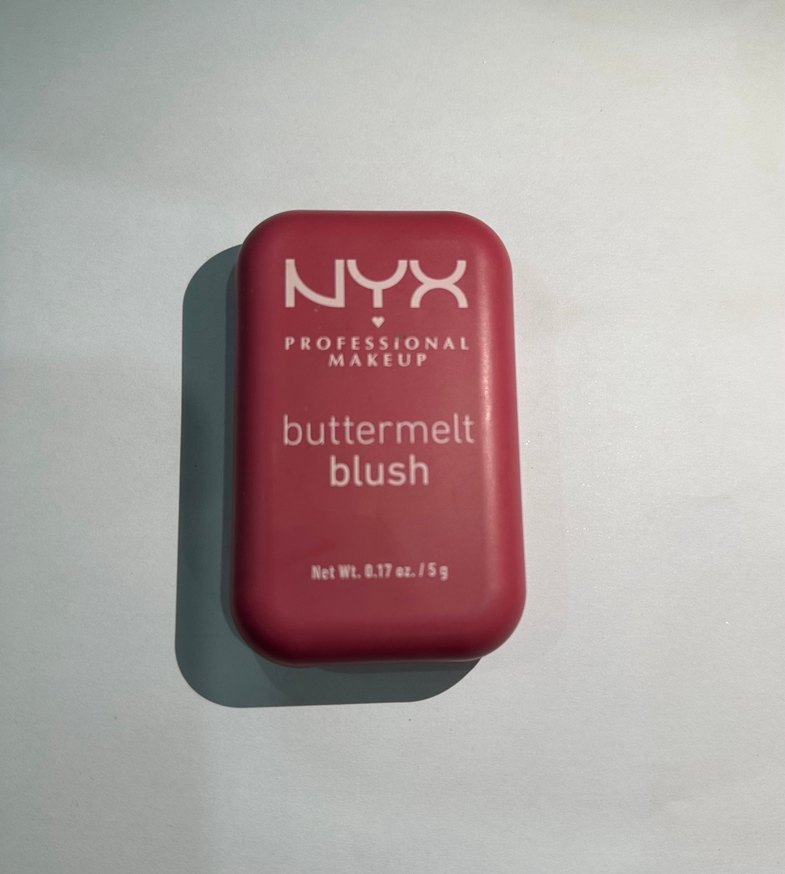 NYX
PROFESSIONAL
MAKEUP
buttermelt
blush
Net Wt. 0.17 oz. / 5 g